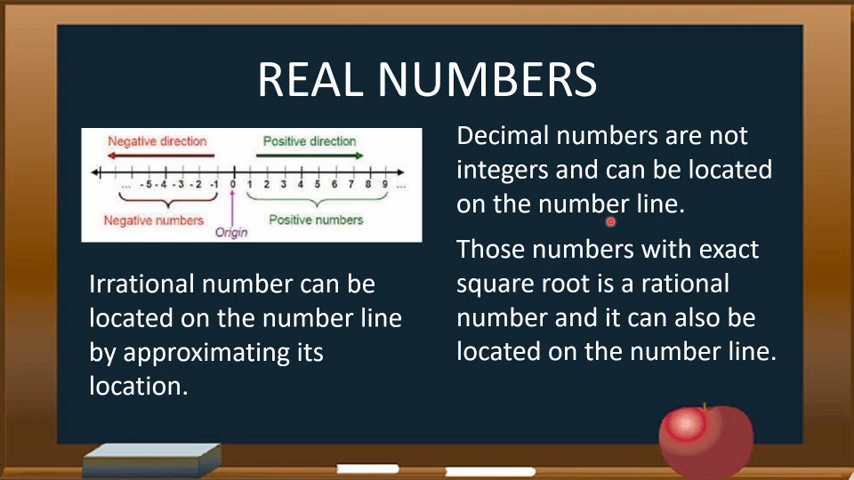 REAL NUMBERS
Negative direction
Positive direction
... -5 -4 -3 -2 -1 0 1 2 3 4 5 6 7 8 9 ...
Negative numbers
Positive numbers
Origin
Irrational number can be
located on the number line
by approximating its
location.
Decimal numbers are not
integers and can be located
on the number line.
Those numbers with exact
square root is a rational
number and it can also be
located on the number line.